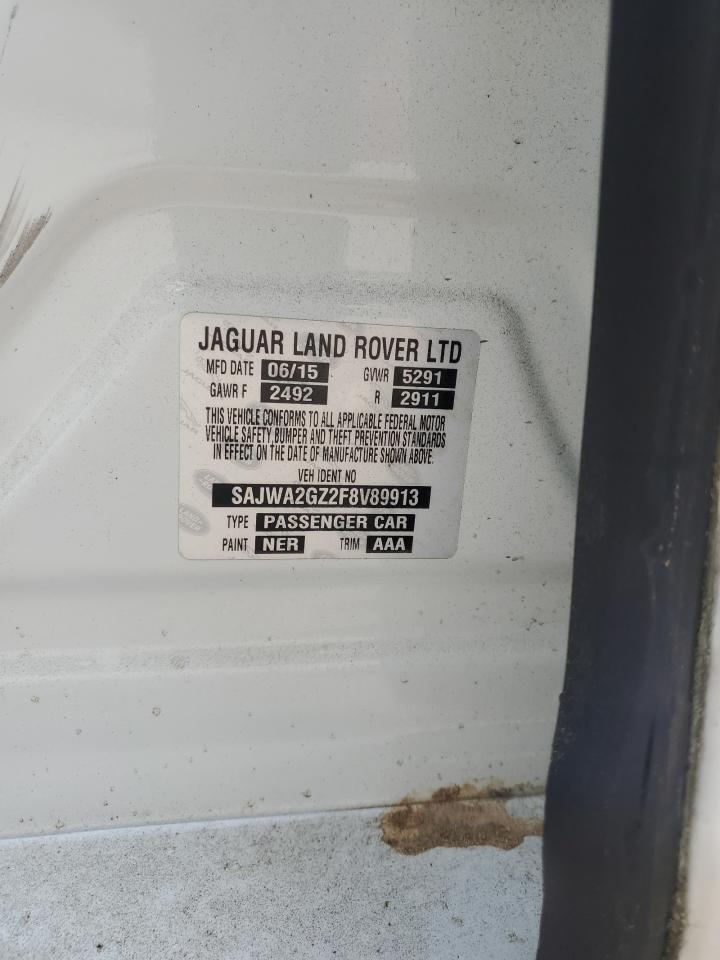 JAGUAR LAND ROVER LTD
MFD DATE 06/15 GVWR 5291
GAWR F 2492 R 2911
THIS VEHICLE CONFORMS TO ALL APPLICABLE FEDERAL MOTOR
VEHICLE SAFETY,BUMPER AND THEFT PREVENTION STANDARDS
IN EFFECT ON THE DATE OF MANUFACTURE SHOWN ABOVE.
VEH IDENT NO
SAJWA2GZ2F8V89913
TYPE PASSENGER CAR
PAINT NER TRIM AAA